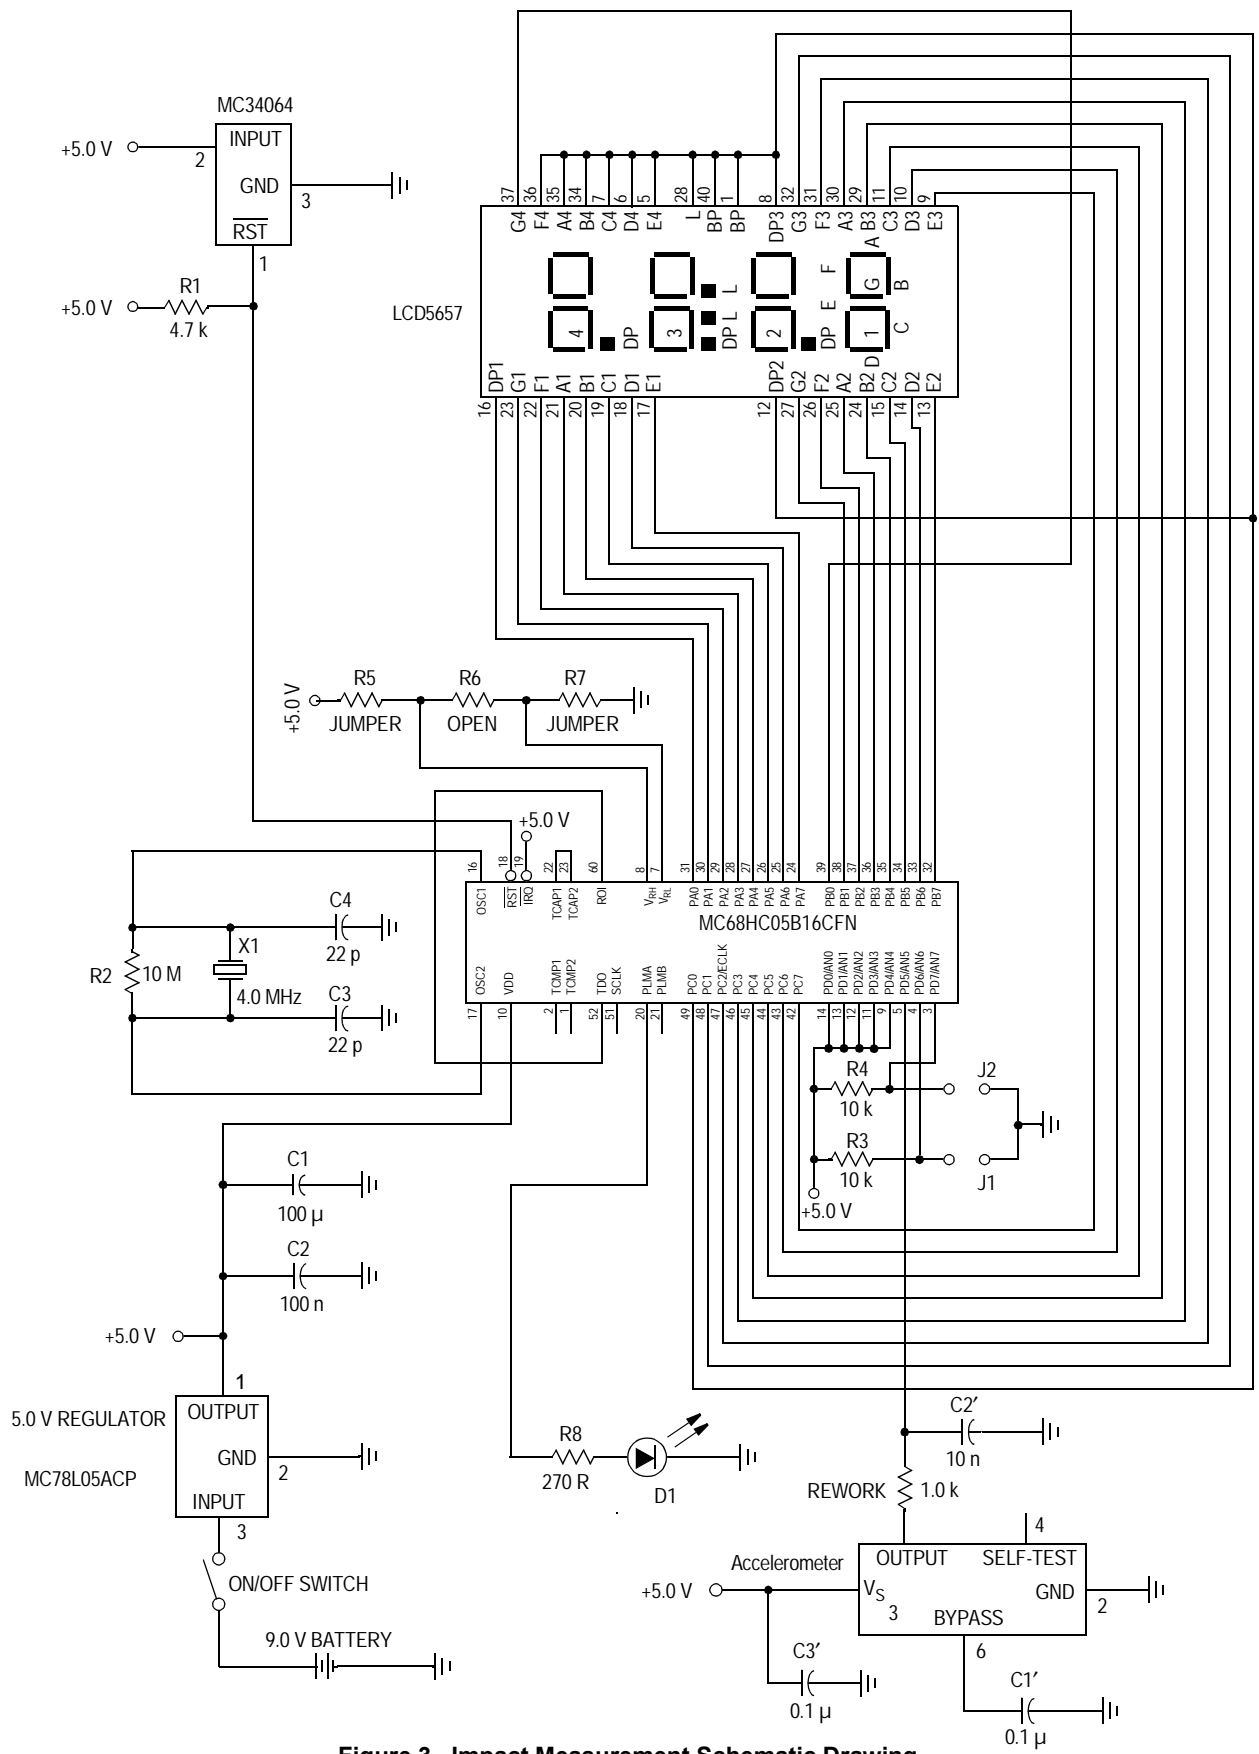 MC34064
INPUT
+5.0 V
2
GND
3
RST
1
R1
+5.0 V
4.7 k
LCD5657
37 36 35 34 7 6 5 28 40 1 8 32 31 30 29 11 10 9
G4 F4 A4 B4 C4 D4 E4 L BP BP DP3 G3 F3 A3 B3 C3 D3 E3
4 DP 3 DP L L 2 DP 1 A B C D E F G
DP1 G1 F1 A1 B1 C1 D1 E1 DP2 G2 F2 A2 B2 C2 D2 E2
16 23 22 21 20 19 18 17 12 27 26 25 24 15 14 13
+5.0 V
R5 R6 R7
JUMPER OPEN JUMPER
+5.0 V
16 18 19 22 23 60 8 7 31 30 29 28 27 26 25 24 39 38 37 36 35 34 33 32
OSC1 RST IRQ TCAP1 TCAP2 RDI VRH VRL PA0 PA1 PA2 PA3 PA4 PA5 PA6 PA7 PB0 PB1 PB2 PB3 PB4 PB5 PB6 PB7
MC68HC05B16CFN
OSC2 VDD TCMP1 TCMP2 TDO SCLK PLMA PLMB PC0 PC1 PC2/ECLK PC3 PC4 PC5 PC6 PC7 PD0/AN0 PD1/AN1 PD2/AN2 PD3/AN3 PD4/AN4 PD5/AN5 PD6/AN6 PD7/AN7
17 10 2 1 52 51 20 21 49 48 47 46 45 44 43 42 14 13 12 11 9 5 4 3
C4
22 p
X1
R2 10 M
4.0 MHz
C3
22 p
R4
10 k
J2
R3
10 k
J1
+5.0 V
C1
100 µ
C2
100 n
+5.0 V
1
5.0 V REGULATOR
OUTPUT
GND
2
MC78L05ACP
INPUT
3
ON/OFF SWITCH
9.0 V BATTERY
R8
270 R
D1
C2′
10 n
REWORK 1.0 k
4
Accelerometer
OUTPUT SELF-TEST
+5.0 V
VS
3
GND
2
BYPASS
6
C3′
0.1 µ
C1′
0.1 µ
Figure 3. Impact Measurement Schematic Drawing